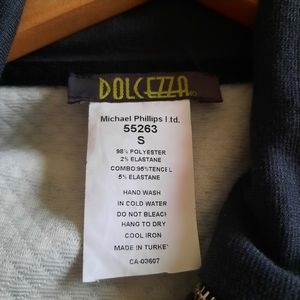 DOLCEZZA
Michael Phillips Ltd.
55263
S
98% POLYESTER
2% ELASTANE
COMBO:95%TENCEL
5% ELASTANE
HAND WASH
IN COLD WATER
DO NOT BLEACH
HANG TO DRY
COOL IRON
MADE IN TURKEY
CA-00607